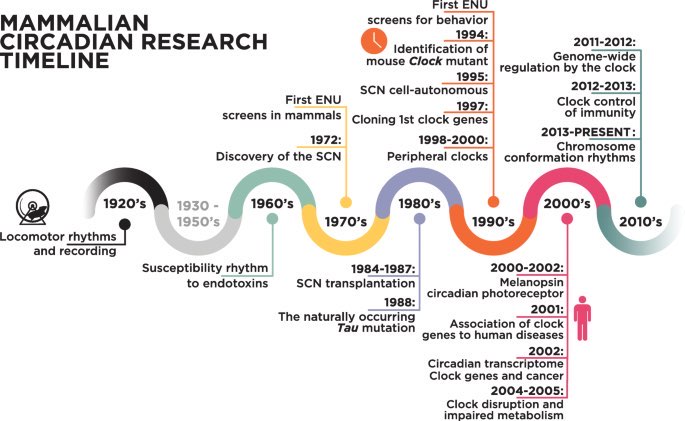 MAMMALIAN
CIRCADIAN RESEARCH
TIMELINE
1920's
Locomotor rhythms
and recording
1930 -
1950's
1960's
Susceptibility rhythm
to endotoxins
First ENU
screens in mammals
1972:
Discovery of the SCN
1970's
1980's
1984-1987:
SCN transplantation
1988:
The naturally occurring
Tau mutation
First ENU
screens for behavior
1994:
Identification of
mouse Clock mutant
1995:
SCN cell-autonomous
1997:
Cloning 1st clock genes
1998-2000:
Peripheral clocks
1990's
2000's
2000-2002:
Melanopsin
circadian photoreceptor
2001:
Association of clock
genes to human diseases
2002:
Circadian transcriptome
Clock genes and cancer
2004-2005:
Clock disruption and
impaired metabolism
2011-2012:
Genome-wide
regulation by the clock
2012-2013:
Clock control
of immunity
2013-PRESENT :
Chromosome
conformation rhythms
2010's